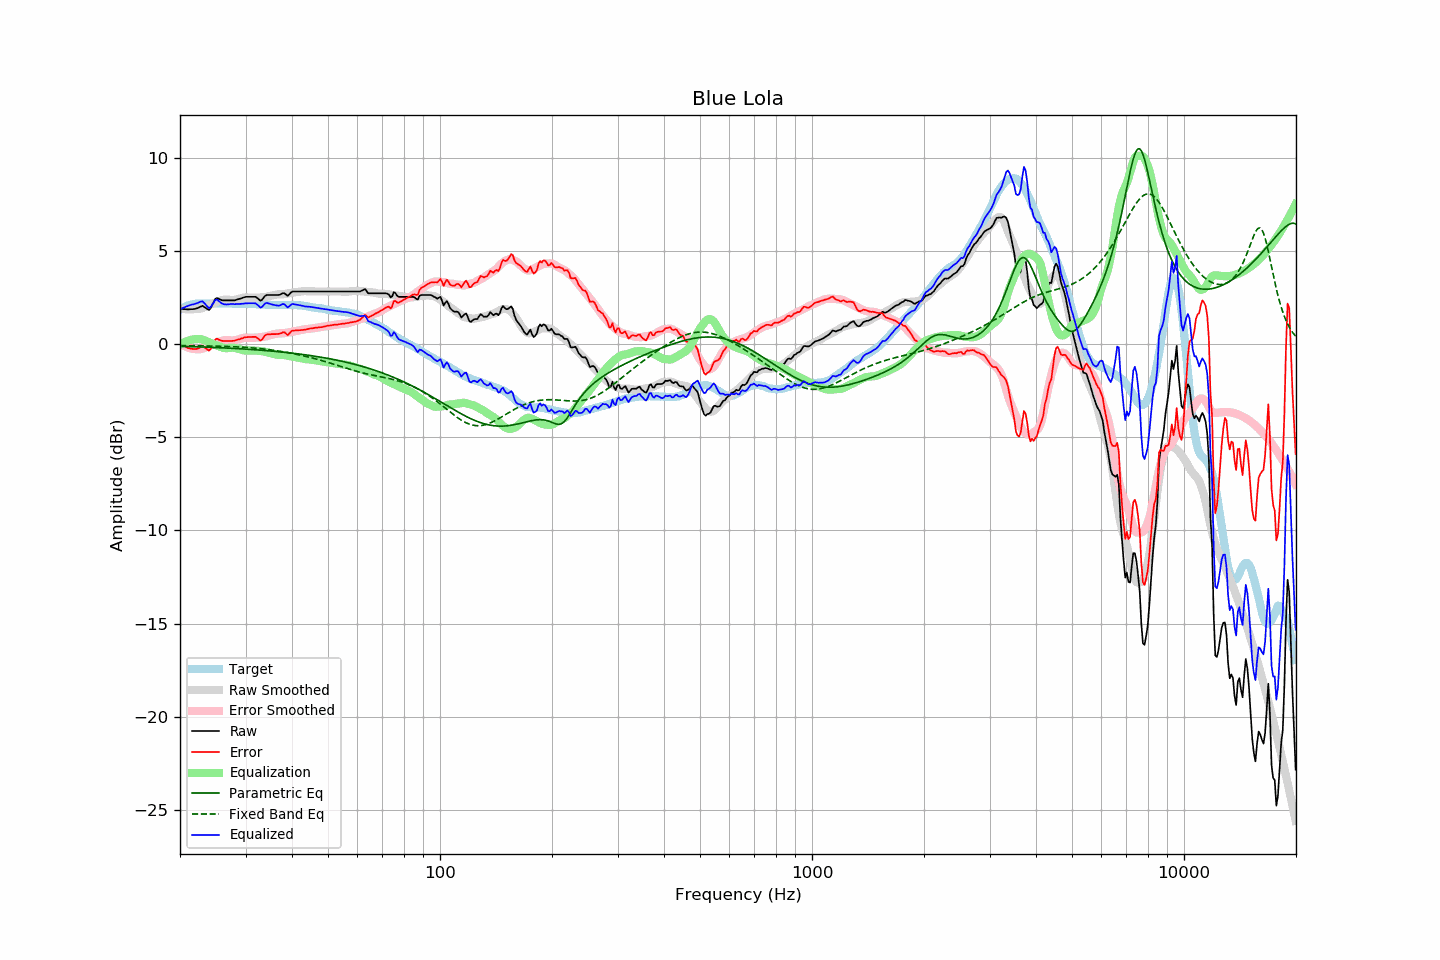 Blue Lola
10
5
0
−5
−10
−15
−20
−25
Amplitude (dBr)
Target
Raw Smoothed
Error Smoothed
Raw
Error
Equalization
Parametric Eq
Fixed Band Eq
Equalized
100
1000
10000
Frequency (Hz)